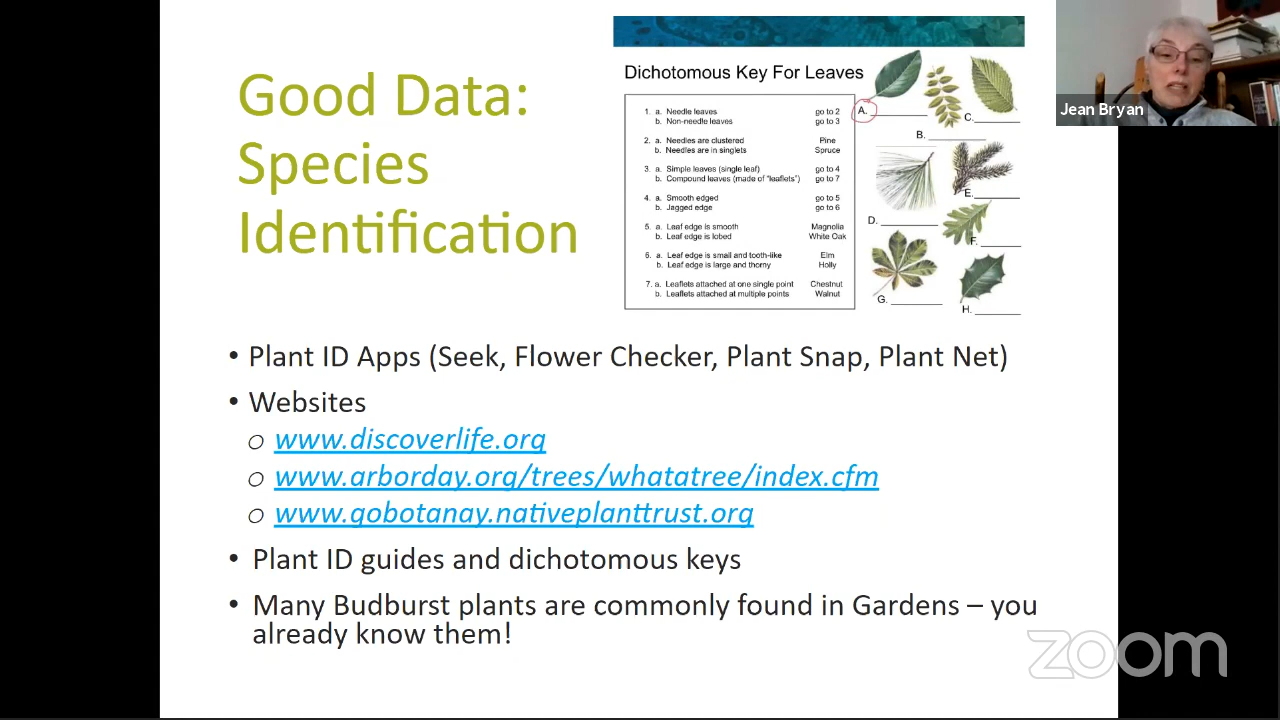 Good Data:
Species
Identification
Dichotomous Key For Leaves
1. a. Needle leaves go to 2
b. Non-needle leaves go to 3
2. a. Needles are clustered Pine
b. Needles are in singlets Spruce
3. a. Simple leaves (single leaf) go to 4
b. Compound leaves (made of "leaflets") go to 7
4. a. Smooth edged go to 5
b. Jagged edge go to 6
5. a. Leaf edge is smooth Magnolia
b. Leaf edge is lobed White Oak
6. a. Leaf edge is small and tooth-like Elm
b. Leaf edge is large and thorny Holly
7. a. Leaflets attached at one single point Chestnut
b. Leaflets attached at multiple points Walnut
A.
B.
C.
D.
E.
F.
G.
H.
Jean Bryan
• Plant ID Apps (Seek, Flower Checker, Plant Snap, Plant Net)
• Websites
o www.discoverlife.org
o www.arborday.org/trees/whatatree/index.cfm
o www.gobotanay.nativeplanttrust.org
• Plant ID guides and dichotomous keys
• Many Budburst plants are commonly found in Gardens – you
already know them!
zoom